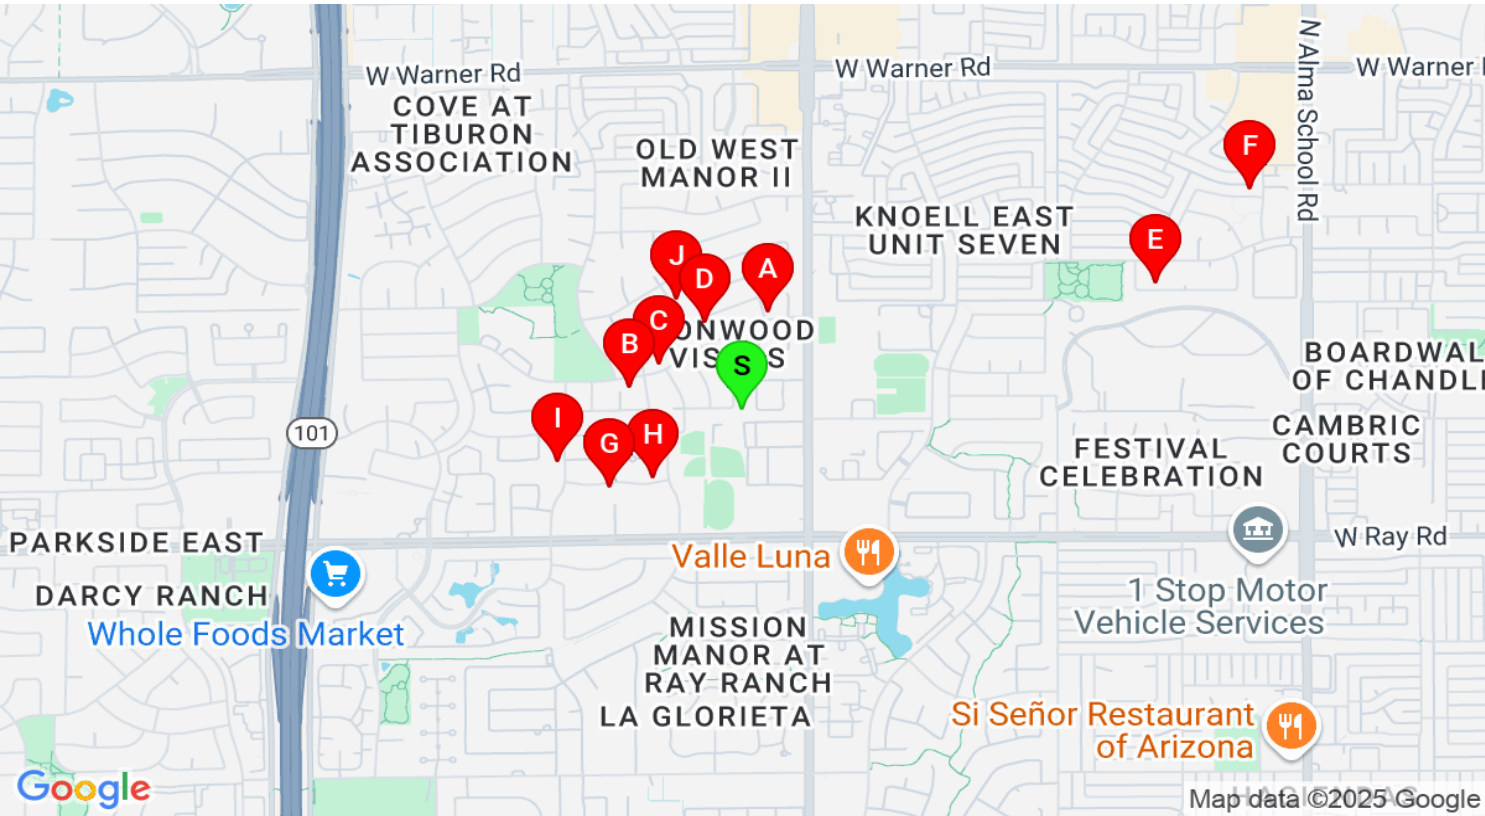 W Warner Rd
W Warner Rd
W Warner
N Alma School Rd
COVE AT
TIBURON
ASSOCIATION
OLD WEST
MANOR II
F
KNOELL EAST
UNIT SEVEN
E
J
D
A
C
ONWOOD
B
S
BOARDWAL
OF CHANDL
I
G
H
101
CAMBRIC
COURTS
FESTIVAL
CELEBRATION
PARKSIDE EAST
W Ray Rd
Valle Luna
DARCY RANCH
1 Stop Motor
Vehicle Services
Whole Foods Market
MISSION
MANOR AT
RAY RANCH
LA GLORIETA
Si Señor Restaurant
of Arizona
Google
Map data ©2025 Google